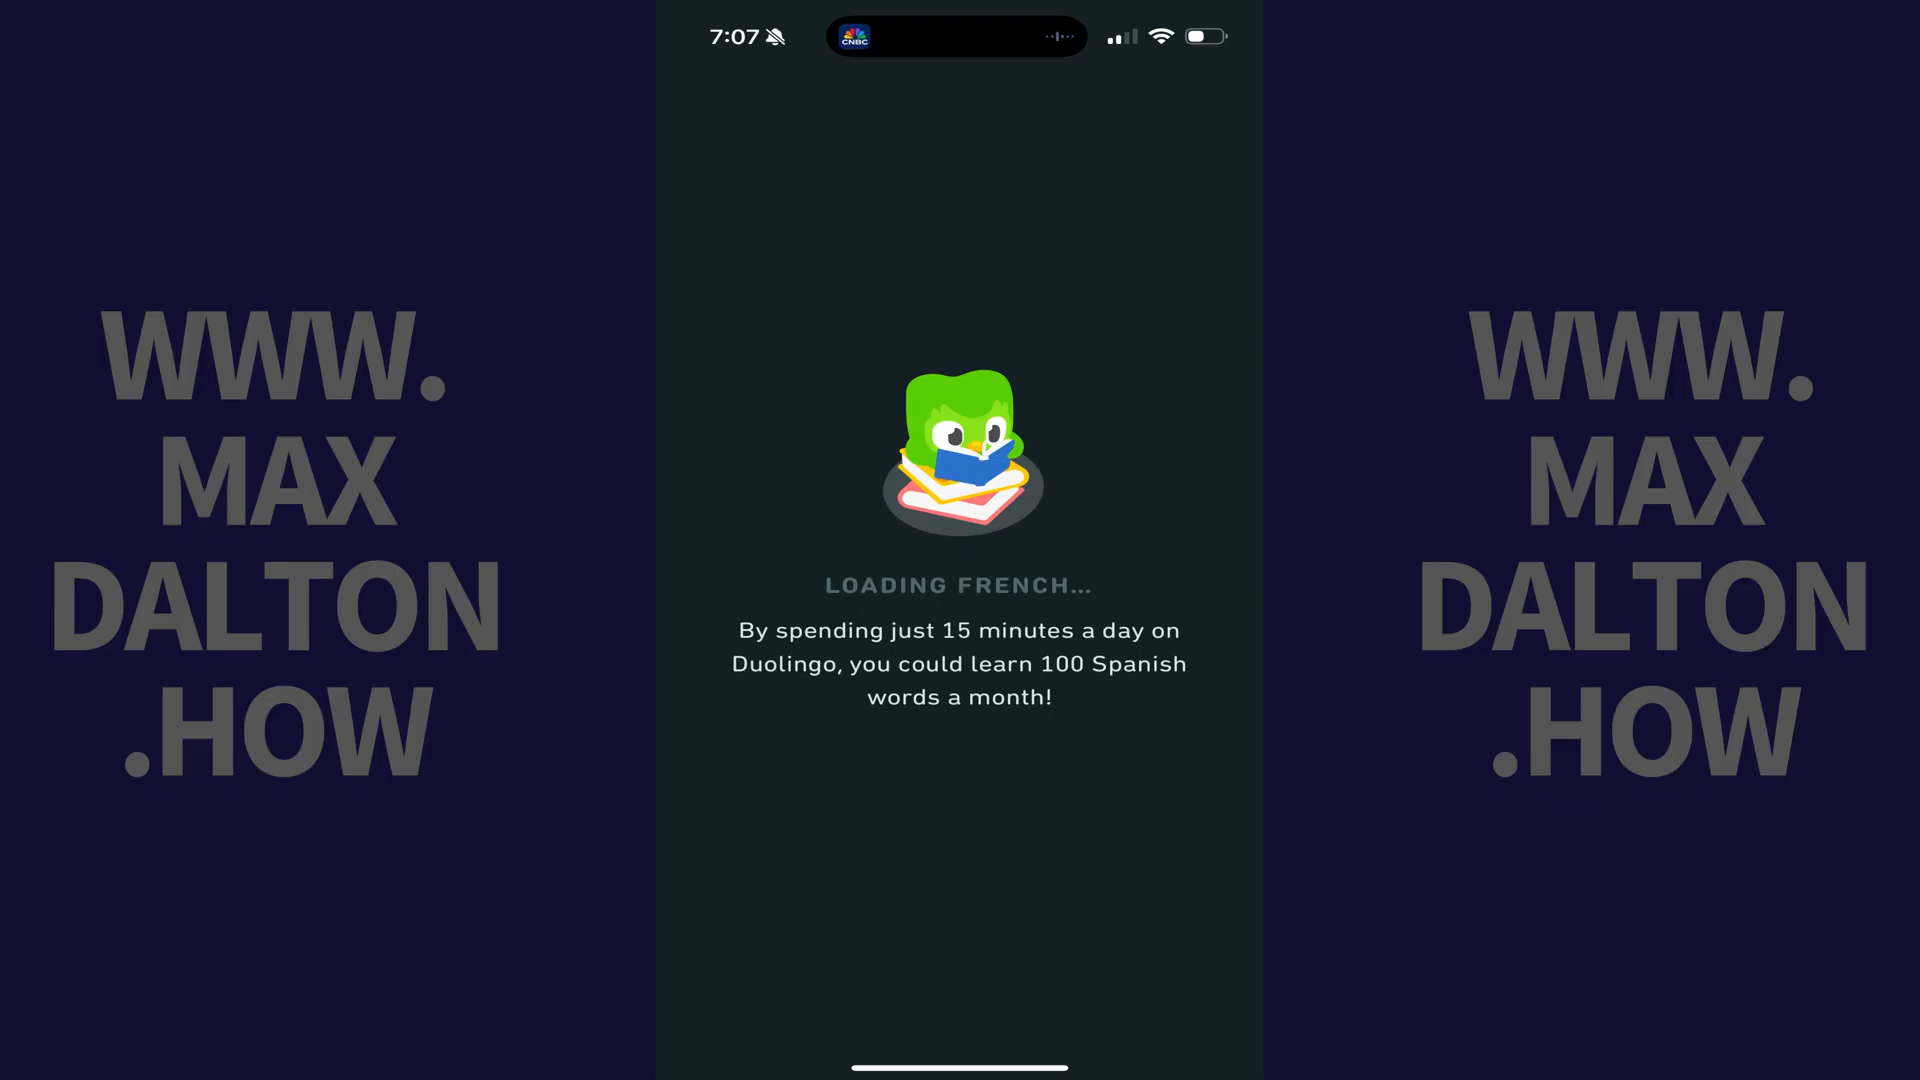 7:07
CNBC
WWW.
MAX
DALTON
.HOW
LOADING FRENCH...
By spending just 15 minutes a day on
Duolingo, you could learn 100 Spanish
words a month!
WWW.
MAX
DALTON
.HOW